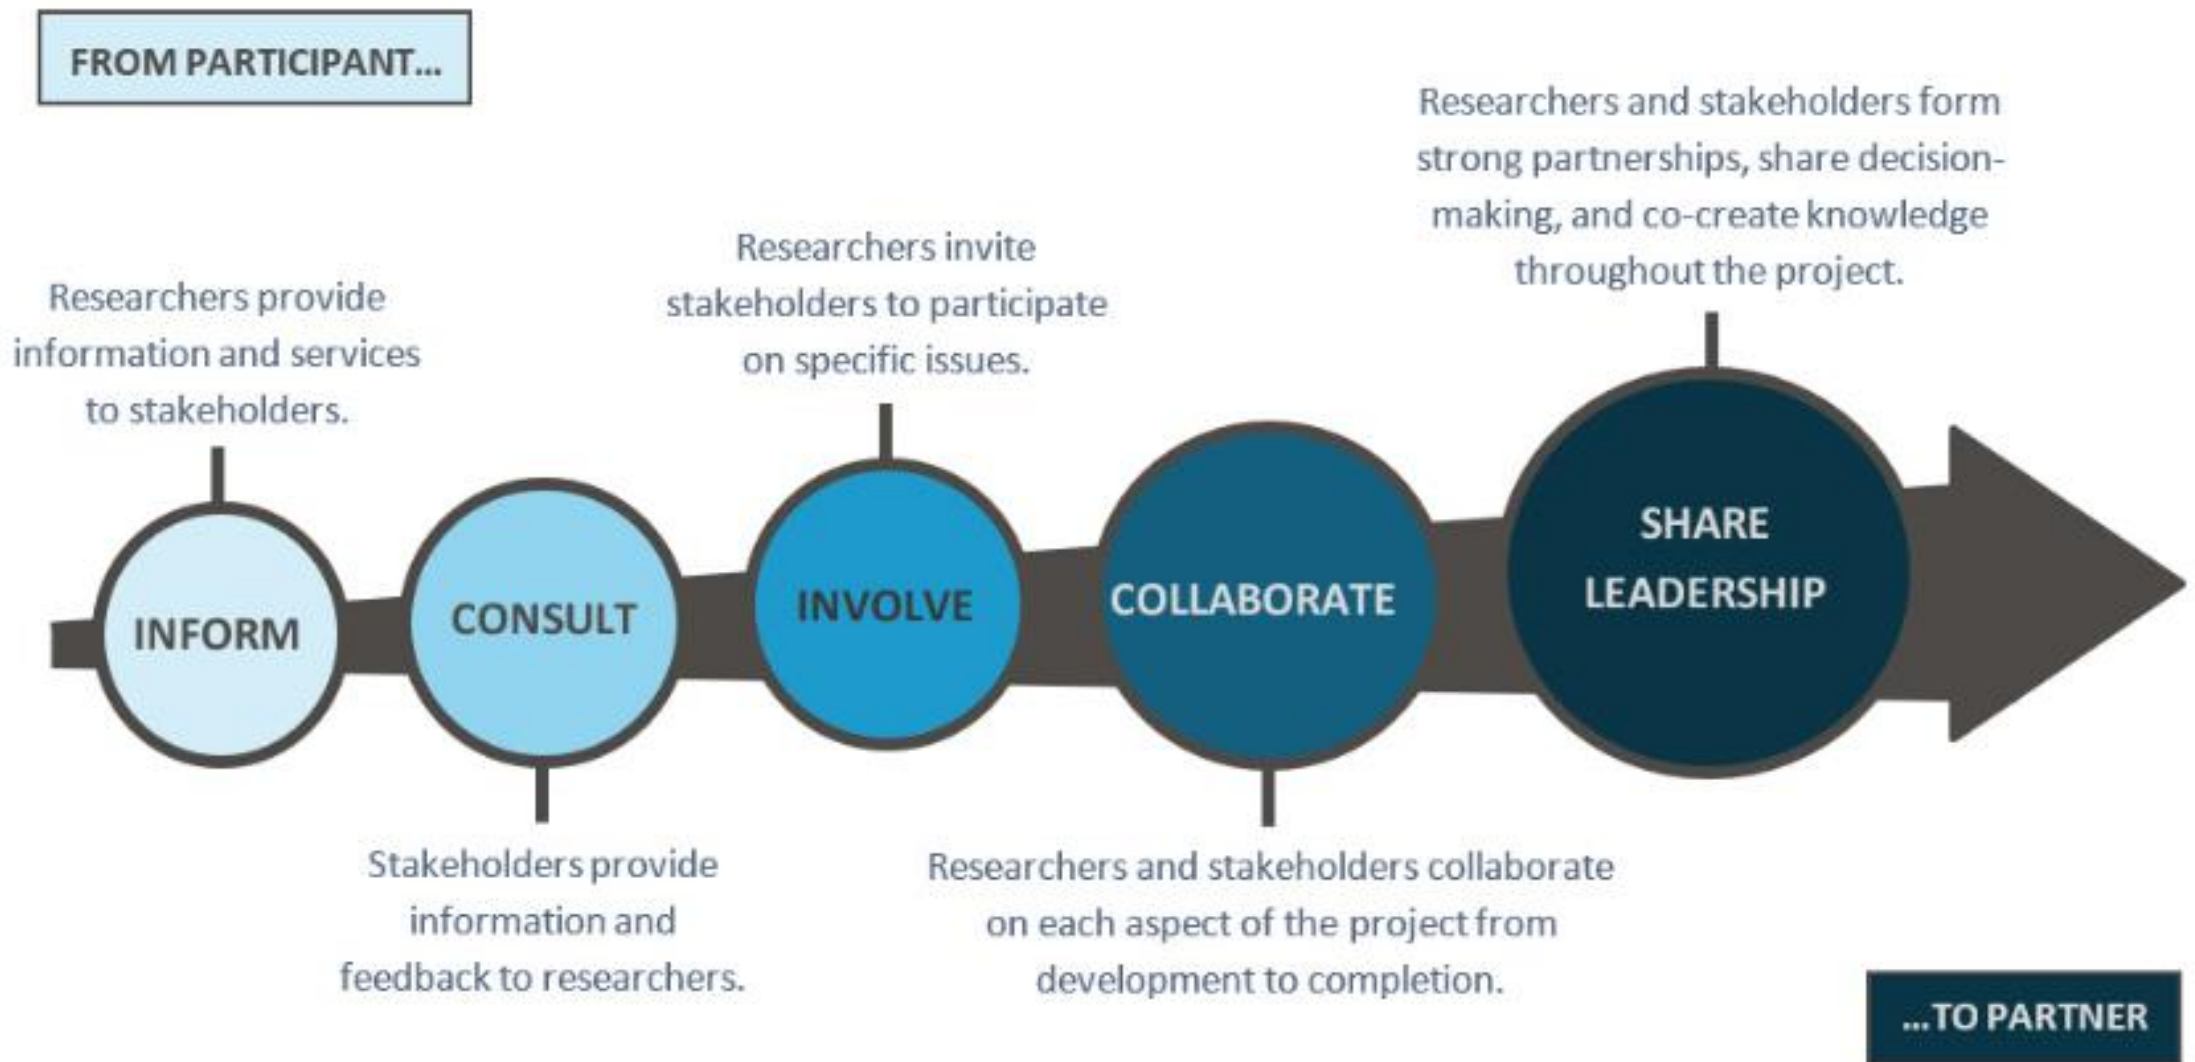 FROM PARTICIPANT...
Researchers provide
information and services
to stakeholders.
INFORM
CONSULT
Stakeholders provide
information and
feedback to researchers.
Researchers invite
stakeholders to participate
on specific issues.
INVOLVE
COLLABORATE
Researchers and stakeholders collaborate
on each aspect of the project from
development to completion.
Researchers and stakeholders form
strong partnerships, share decision-
making, and co-create knowledge
throughout the project.
SHARE
LEADERSHIP
...TO PARTNER